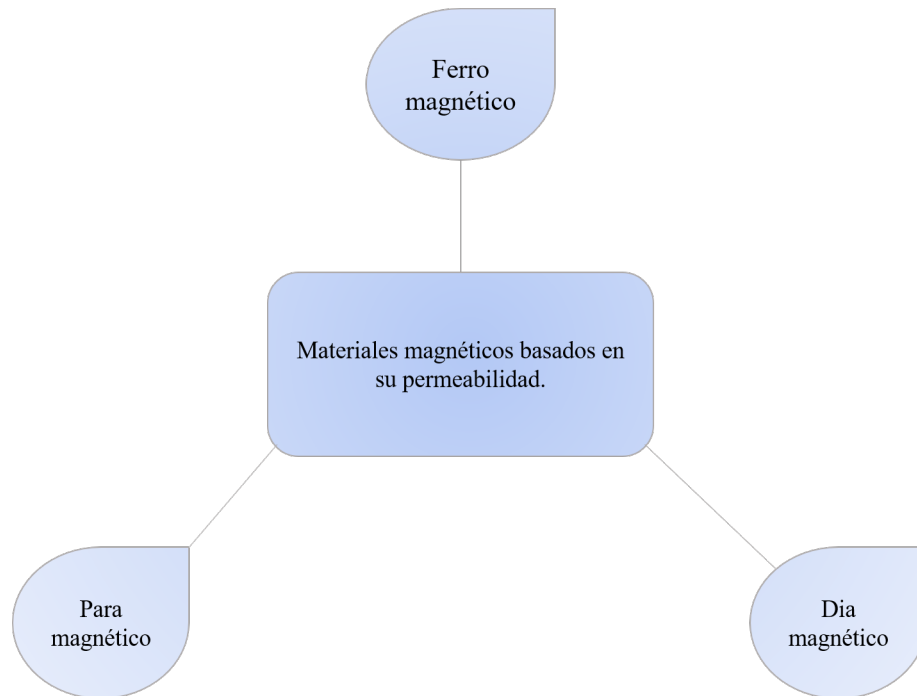 Ferro
magnético
Materiales magnéticos basados en
su permeabilidad.
Para
magnético
Dia
magnético